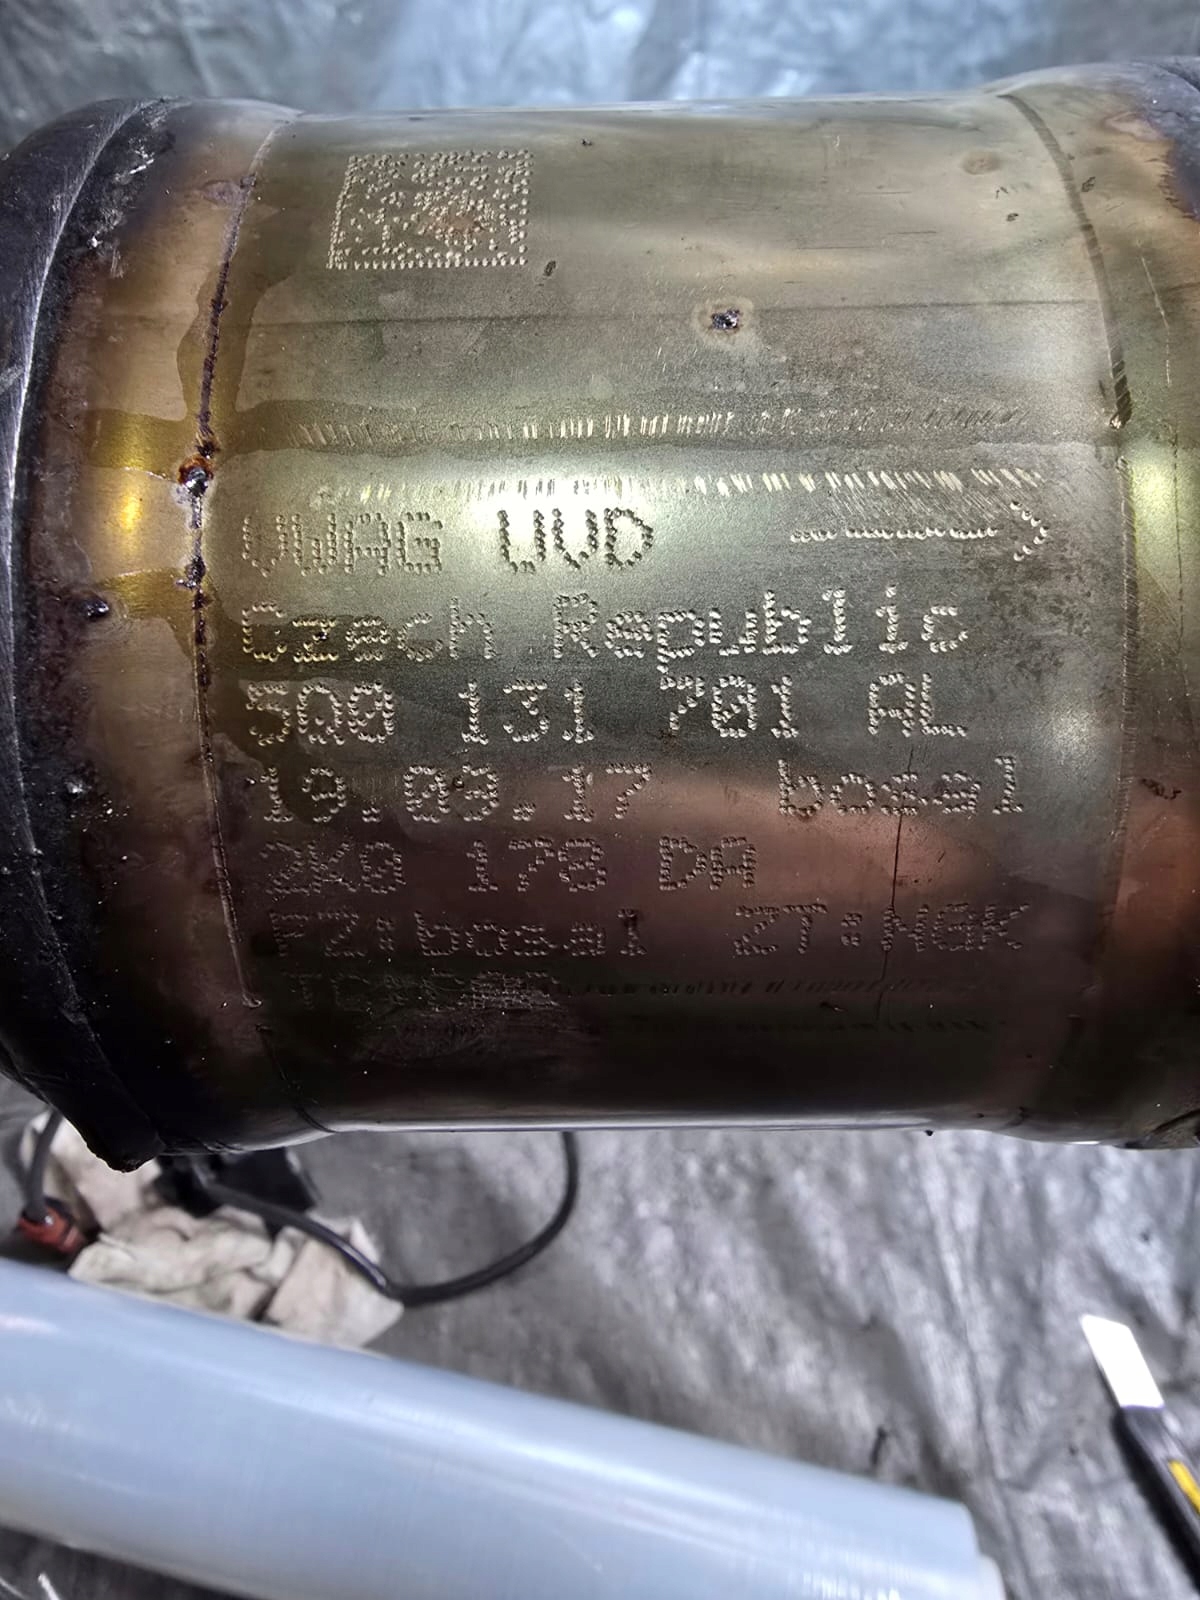 VWAG UVD
Czech Republic
5Q0 131 701 AL
19.03.17 bosal
2K0 178 DA
FZ:bosal ZT:NGK